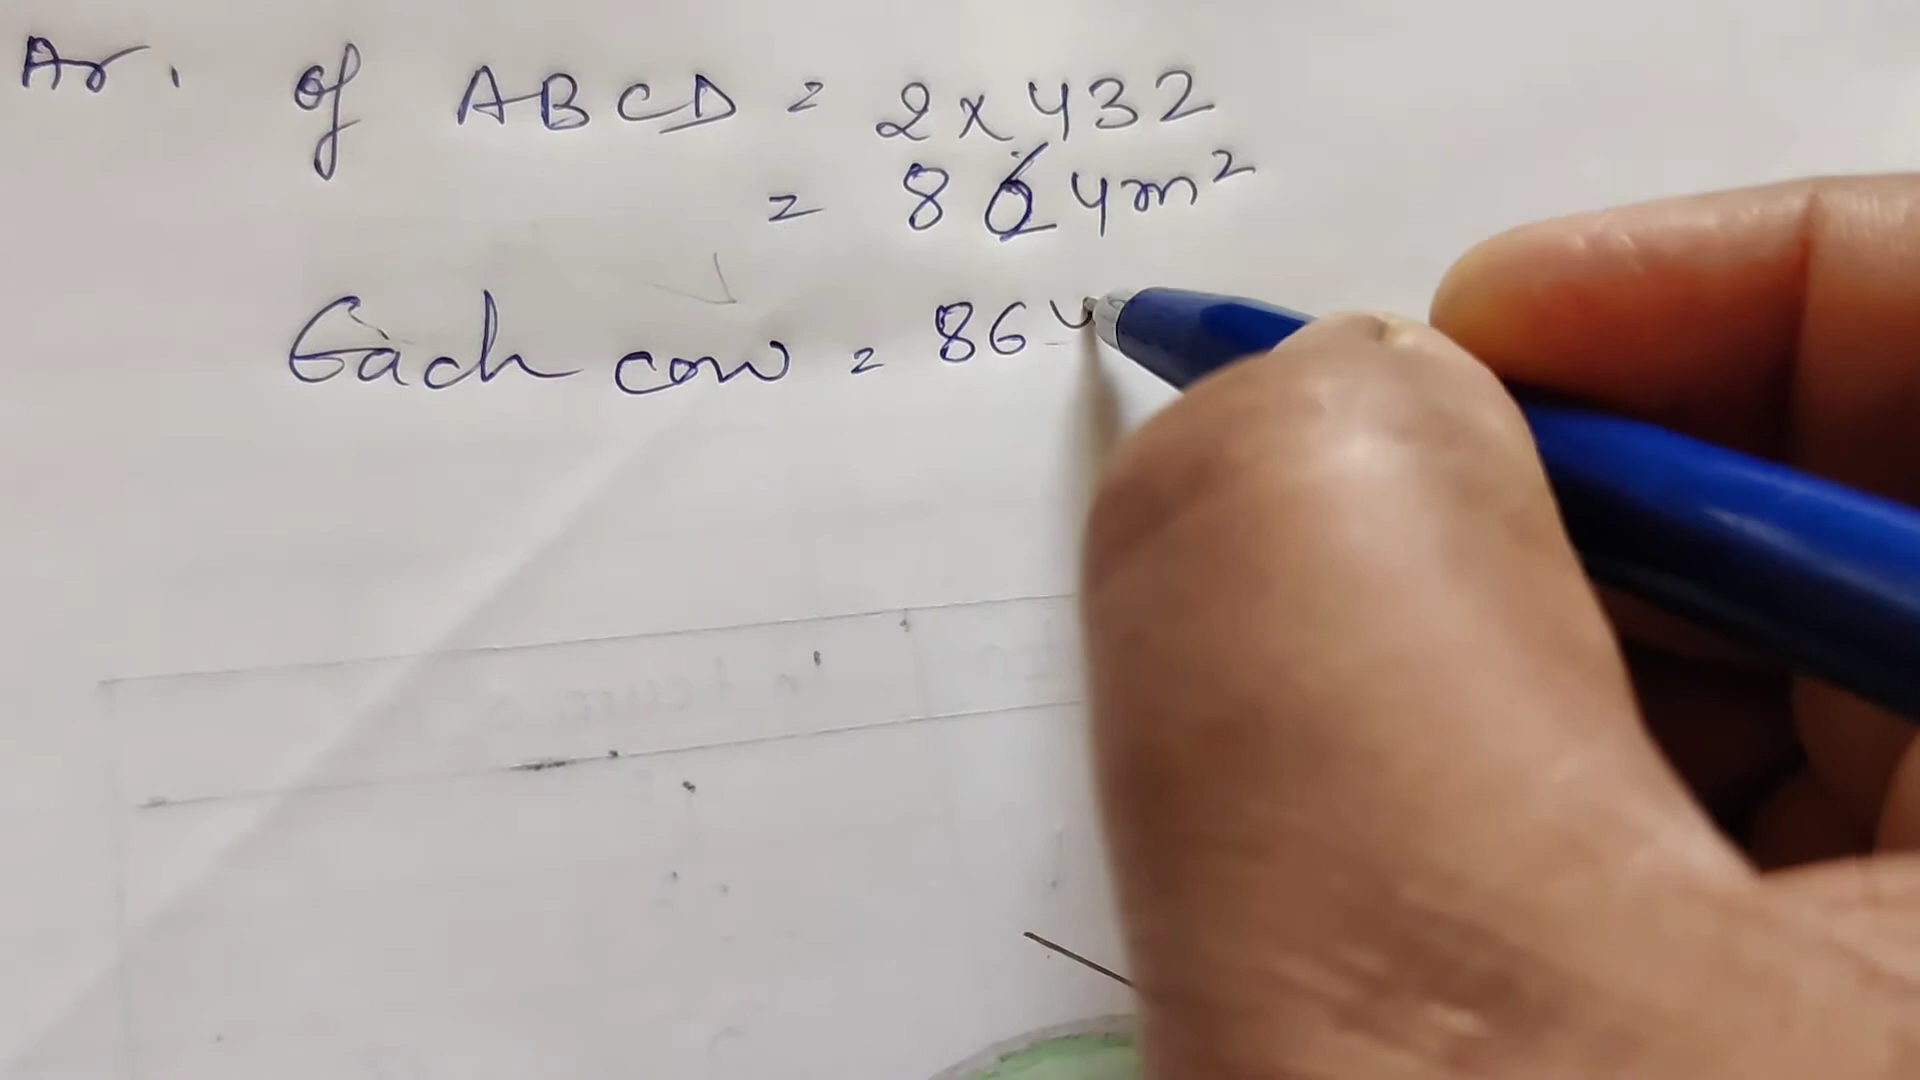 Ar. of ABCD = 2x432
= 864m²
Each cow = 864